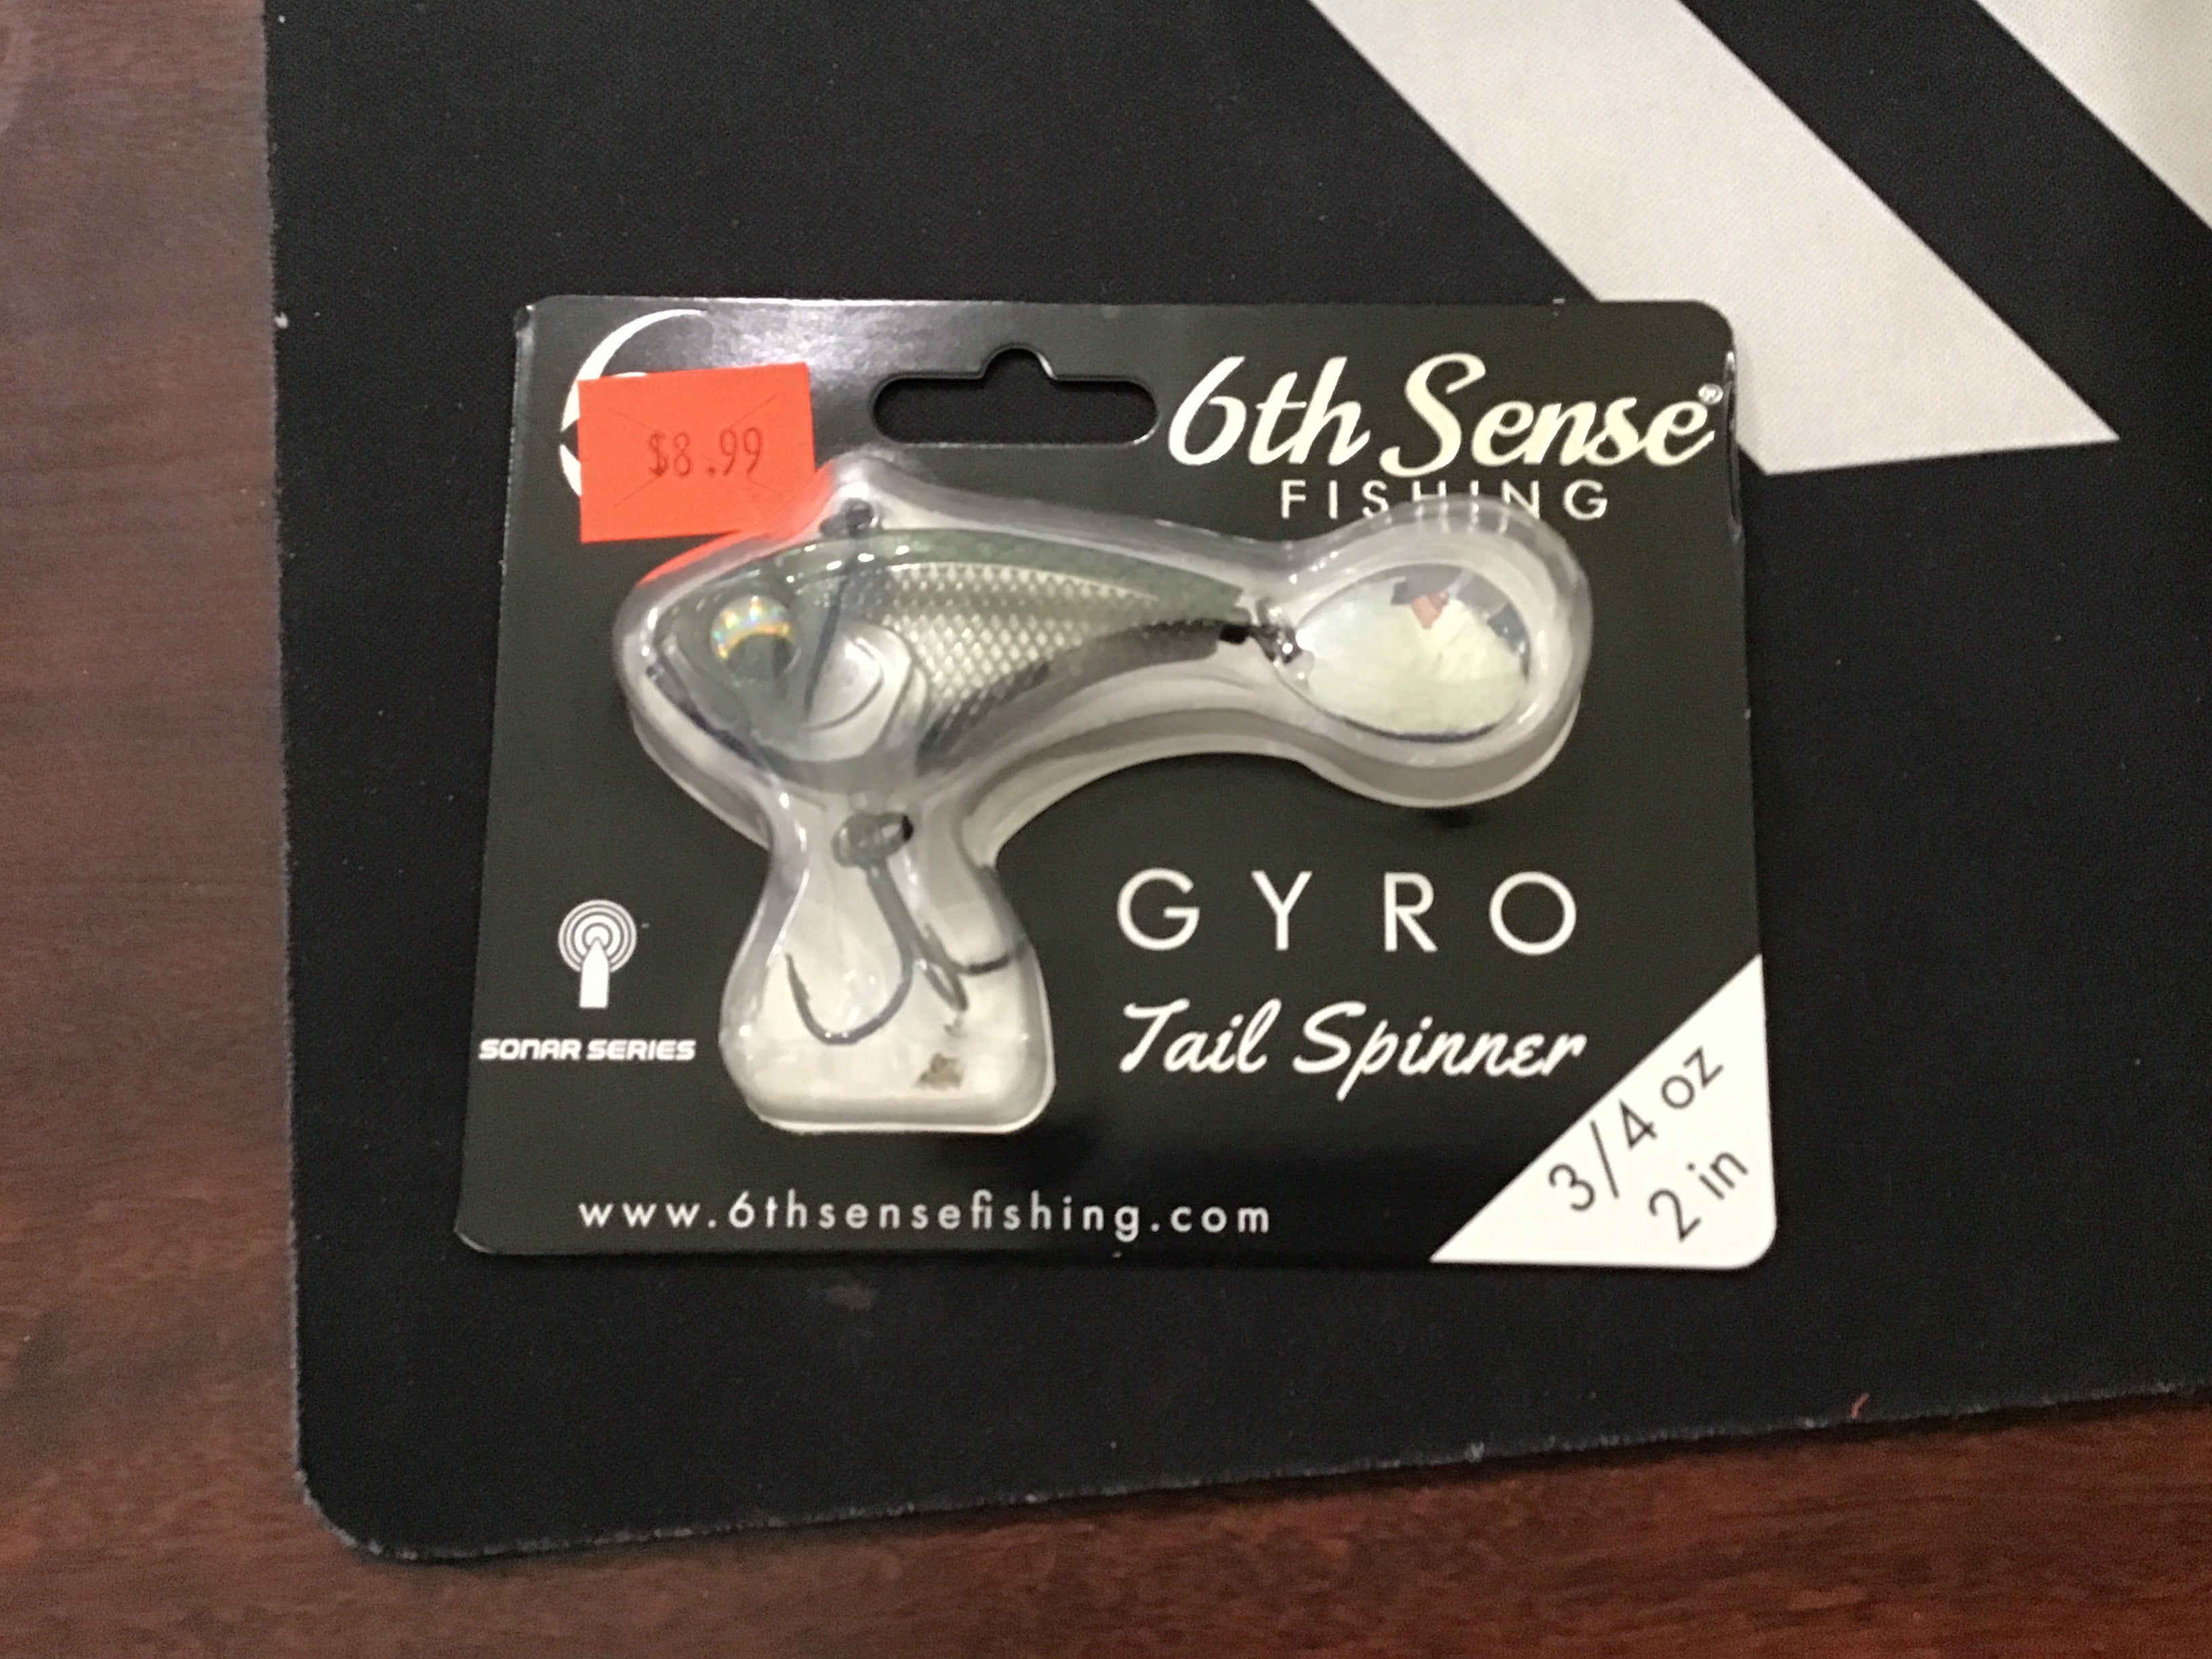 $8.99
6th Sense®
FISHING
GYRO
Tail Spinner
SONAR SERIES
3/4 oz
2 in
www.6thsensefishing.com